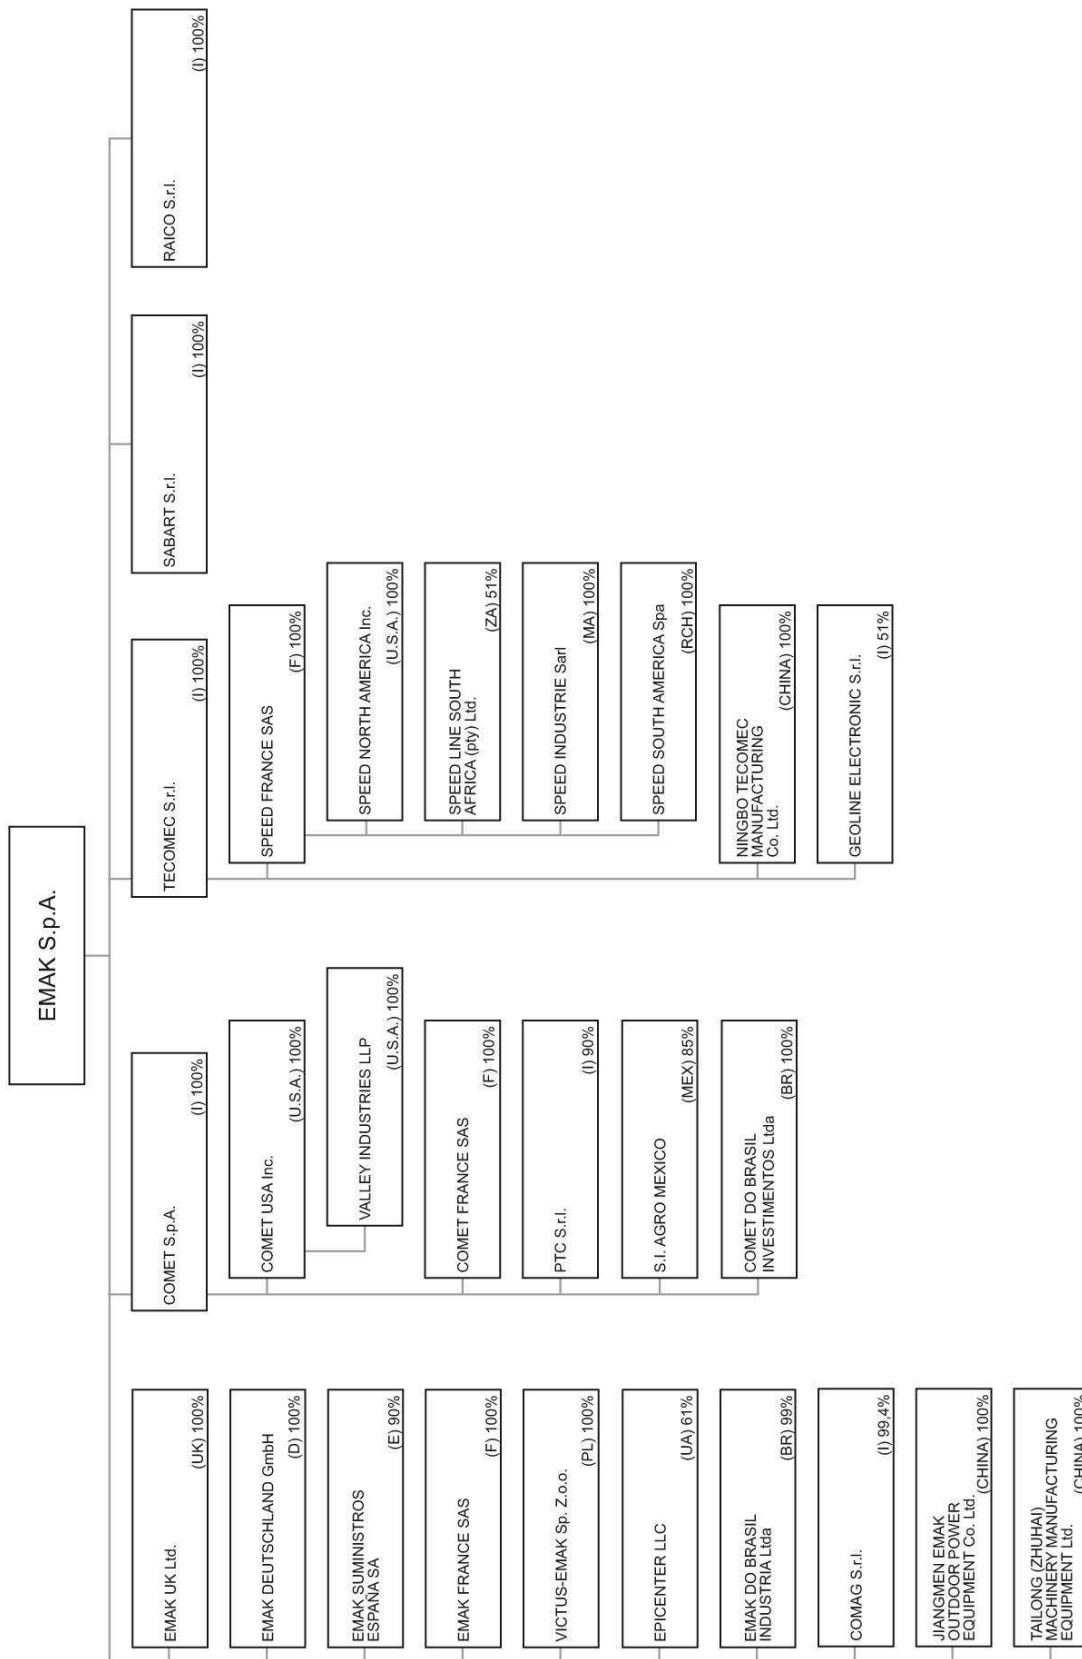 EMAK S.p.A.
EMAK UK Ltd.
(UK) 100%
EMAK DEUTSCHLAND GmbH
(D) 100%
EMAK SUMINISTROS
ESPAÑA SA
(E) 90%
EMAK FRANCE SAS
(F) 100%
VICTUS-EMAK Sp. Z.o.o.
(PL) 100%
EPICENTER LLC
(UA) 61%
EMAK DO BRASIL
INDUSTRIA Ltda
(BR) 99%
COMAG S.r.l.
(I) 99,4%
JIANGMEN EMAK
OUTDOOR POWER
EQUIPMENT Co. Ltd.
(CHINA) 100%
TAILONG (ZHUHAI)
MACHINERY MANUFACTURING
EQUIPMENT Ltd.
(CHINA) 100%
COMET S.p.A.
(I) 100%
COMET USA Inc.
(U.S.A.) 100%
VALLEY INDUSTRIES LLP
(U.S.A.) 100%
COMET FRANCE SAS
(F) 100%
PTC S.r.l.
(I) 90%
S.I. AGRO MEXICO
(MEX) 85%
COMET DO BRASIL
INVESTIMENTOS Ltda
(BR) 100%
TECOMEC S.r.l.
(I) 100%
SPEED FRANCE SAS
(F) 100%
SPEED NORTH AMERICA Inc.
(U.S.A.) 100%
SPEED LINE SOUTH
AFRICA (pty) Ltd.
(ZA) 51%
SPEED INDUSTRIE Sarl
(MA) 100%
SPEED SOUTH AMERICA Spa
(RCH) 100%
NINGBO TECOMEC
MANUFACTURING
Co. Ltd.
(CHINA) 100%
GEOLINE ELECTRONIC S.r.l.
(I) 51%
SABART S.r.l.
(I) 100%
RAICO S.r.l.
(I) 100%